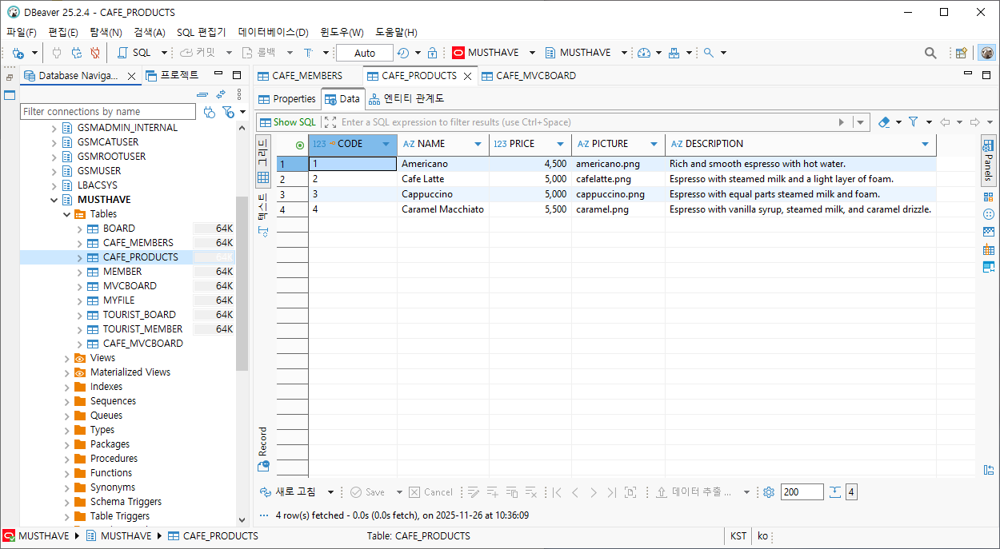 DBeaver 25.2.4 - CAFE_PRODUCTS
파일(F) 편집(E) 탐색(N) 검색(A) SQL 편집기 데이터베이스(D) 윈도우(W) 도움말(H)
SQL 커밋 롤백 T Auto MUSTHAVE MUSTHAVE
Database Naviga... 프로젝트
CAFE_MEMBERS CAFE_PRODUCTS CAFE_MVCBOARD
Properties Data 엔티티 관계도
Filter connections by name
Show SQL Enter a SQL expression to filter results (use Ctrl+Space)
GSMADMIN_INTERNAL
GSMCATUSER
GSMROOTUSER
GSMUSER
LBACSYS
MUSTHAVE
Tables
BOARD 64K
CAFE_MEMBERS 64K
CAFE_PRODUCTS 64K
MEMBER 64K
MVCBOARD 64K
MYFILE 64K
TOURIST_BOARD 64K
TOURIST_MEMBER 64K
CAFE_MVCBOARD
Views
Materialized Views
Indexes
Sequences
Queues
Types
Packages
Procedures
Functions
Synonyms
Schema Triggers
Table Triggers
그리드
텍스트
Record
123 CODE A-Z NAME 123 PRICE A-Z PICTURE A-Z DESCRIPTION
1 1 Americano 4,500 americano.png Rich and smooth espresso with hot water.
2 2 Cafe Latte 5,000 cafelatte.png Espresso with steamed milk and a light layer of foam.
3 3 Cappuccino 5,000 cappuccino.png Espresso with equal parts steamed milk and foam.
4 4 Caramel Macchiato 5,500 caramel.png Espresso with vanilla syrup, steamed milk, and caramel drizzle.
Panels
새로 고침 Save Cancel 데이터 추출 ... 200 4
4 row(s) fetched - 0.0s (0.0s fetch), on 2025-11-26 at 10:36:09
MUSTHAVE MUSTHAVE CAFE_PRODUCTS Table: CAFE_PRODUCTS KST ko